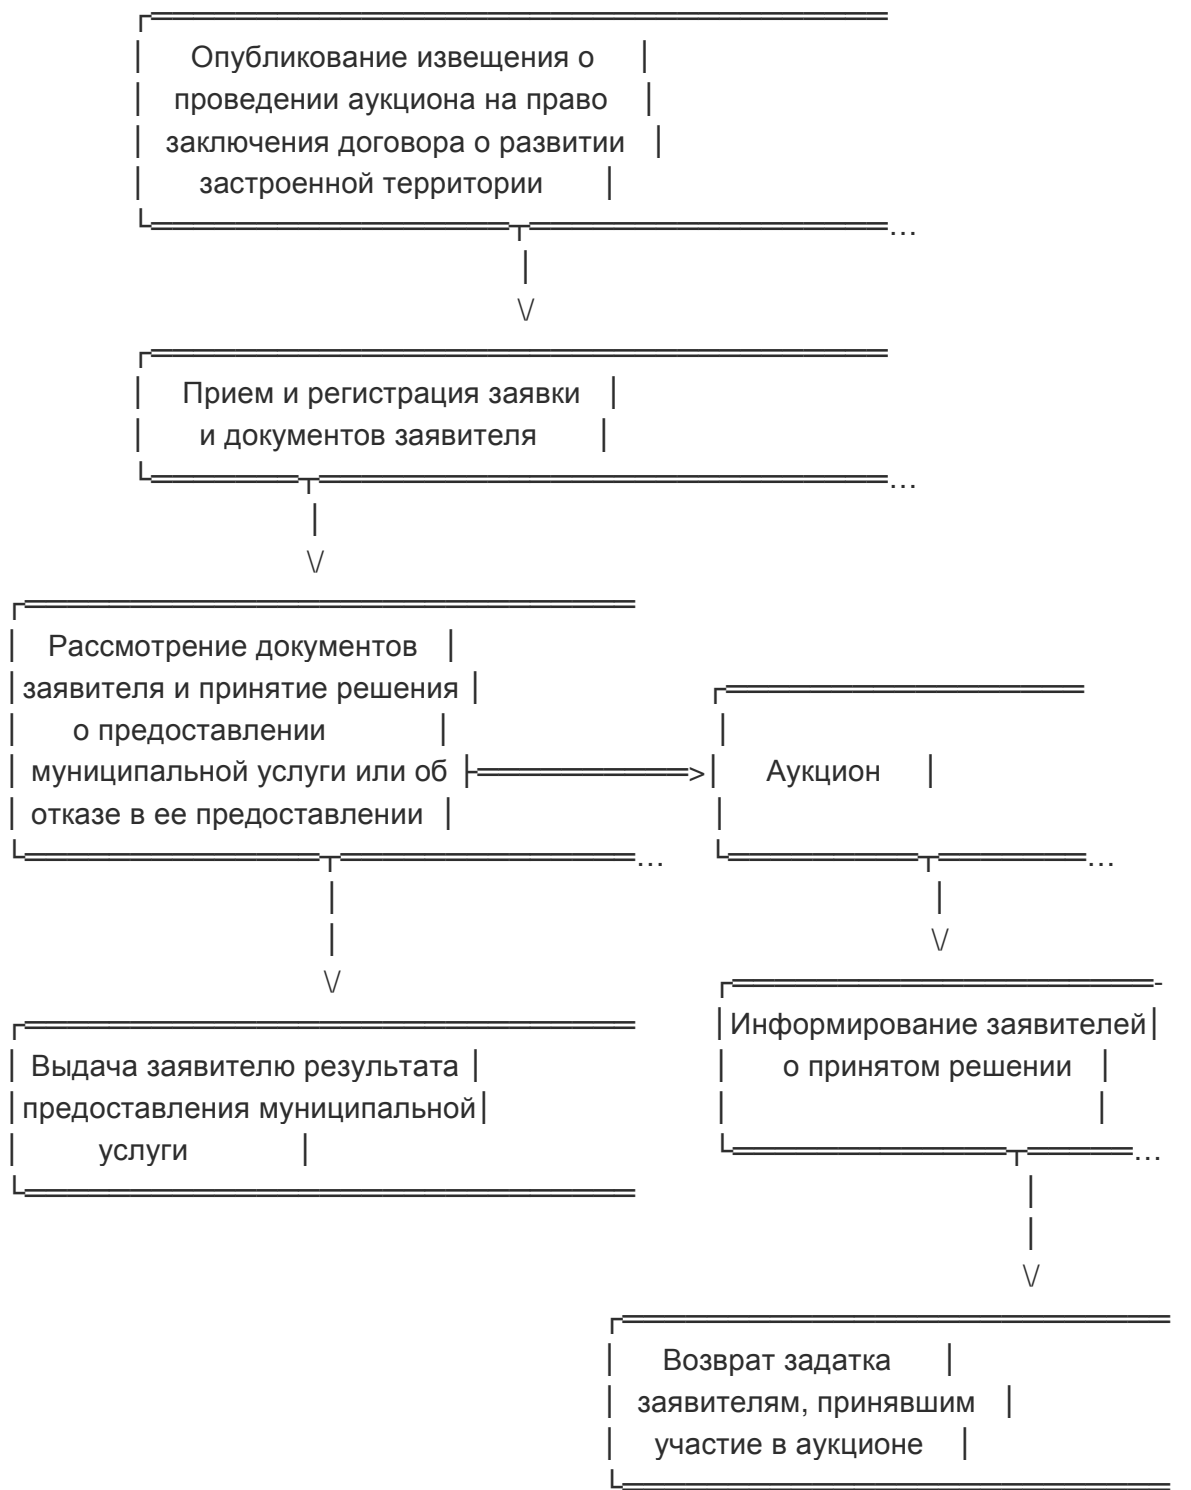 Опубликование извещения о
проведении аукциона на право
заключения договора о развитии
застроенной территории
Прием и регистрация заявки
и документов заявителя
Рассмотрение документов
заявителя и принятие решения
о предоставлении
муниципальной услуги или об
отказе в ее предоставлении
Аукцион
Выдача заявителю результата
предоставления муниципальной
услуги
Информирование заявителей
о принятом решении
Возврат задатка
заявителям, принявшим
участие в аукционе